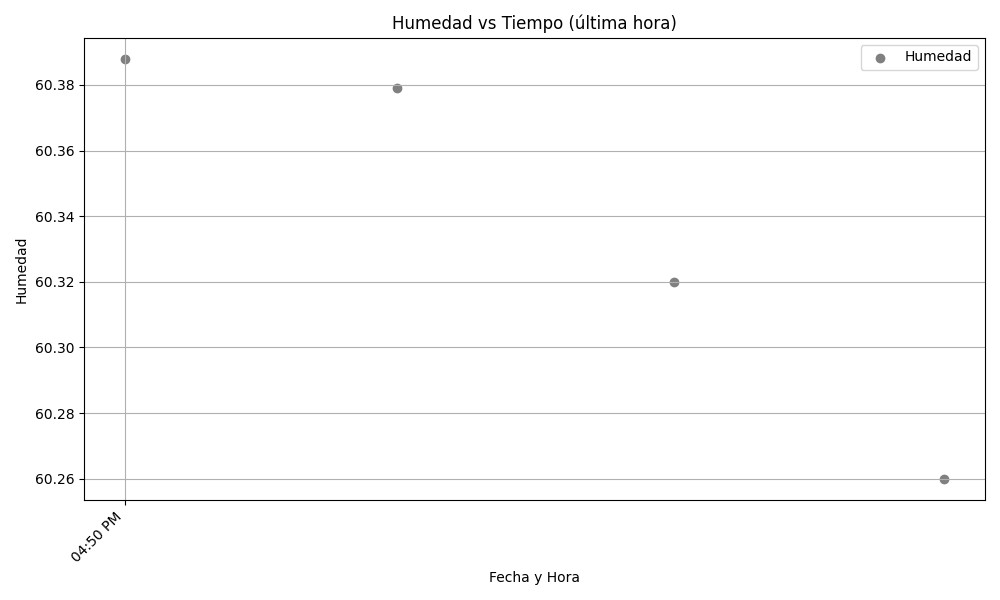 Humedad vs Tiempo (última hora)
Humedad
60.38
60.36
60.34
60.32
60.30
60.28
60.26
Humedad
04:50 PM
Fecha y Hora